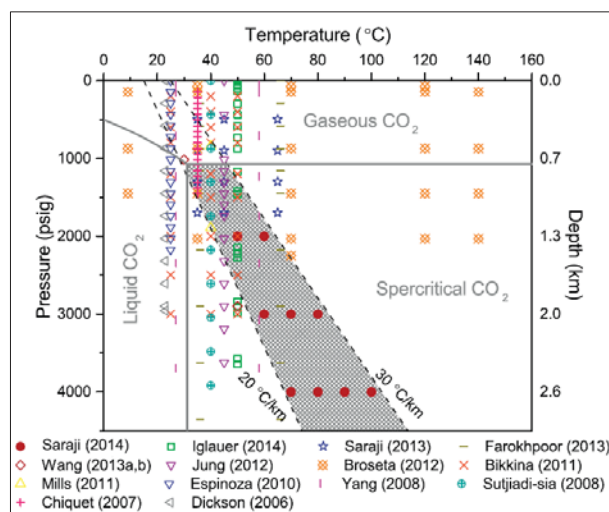 Temperature (°C)
0 20 40 60 80 100 120 140 160
0 0.0
Gaseous CO2
1000 0.7
Pressure (psig)
Depth (km)
2000 1.3
Liquid CO2
Spercritical CO2
3000 2.0
20 °C/km
30 °C/km
4000 2.6
Saraji (2014) Iglauer (2014) Saraji (2013) Farokhpoor (2013)
Wang (2013a,b) Jung (2012) Broseta (2012) Bikkina (2011)
Mills (2011) Espinoza (2010) Yang (2008) Sutjiadi-sia (2008)
Chiquet (2007) Dickson (2006)